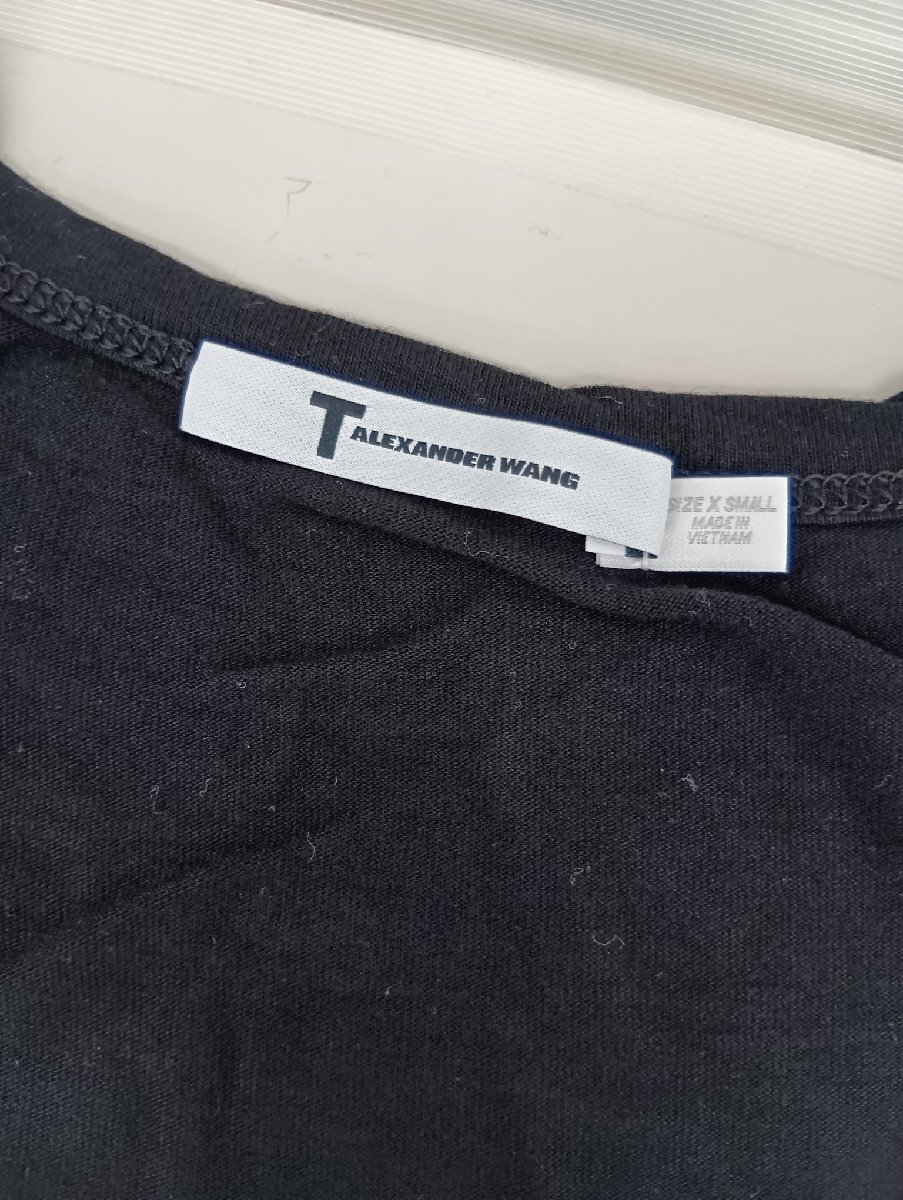 T ALEXANDER WANG
SIZE X SMALL
MADE IN
VIETNAM